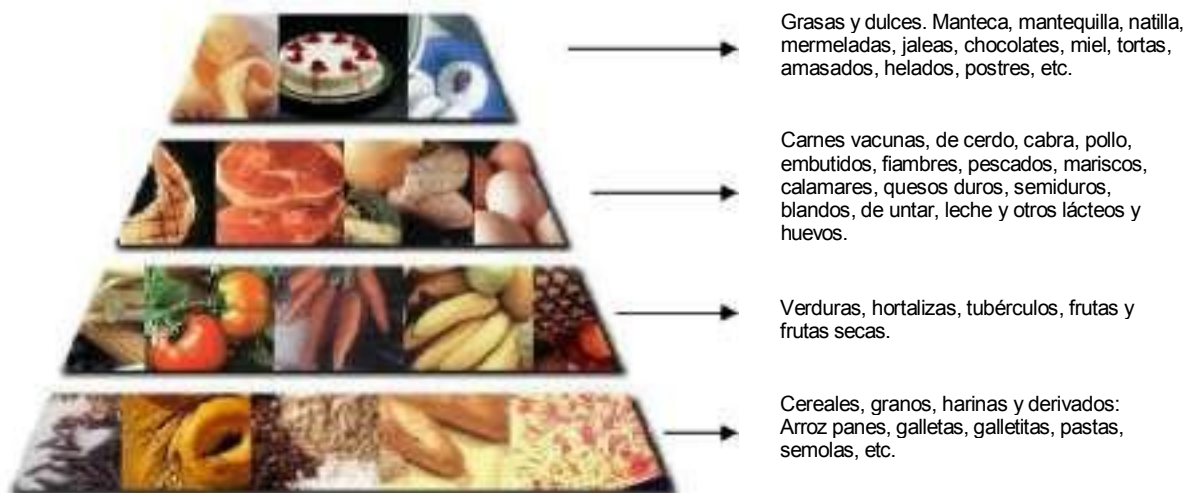 Grasas y dulces. Manteca, mantequilla, natilla,
mermeladas, jaleas, chocolates, miel, tortas,
amasados, helados, postres, etc.
Carnes vacunas, de cerdo, cabra, pollo,
embutidos, fiambres, pescados, mariscos,
calamares, quesos duros, semiduros,
blandos, de untar, leche y otros lácteos y
huevos.
Verduras, hortalizas, tubérculos, frutas y
frutas secas.
Cereales, granos, harinas y derivados:
Arroz panes, galletas, galletitas, pastas,
semolas, etc.